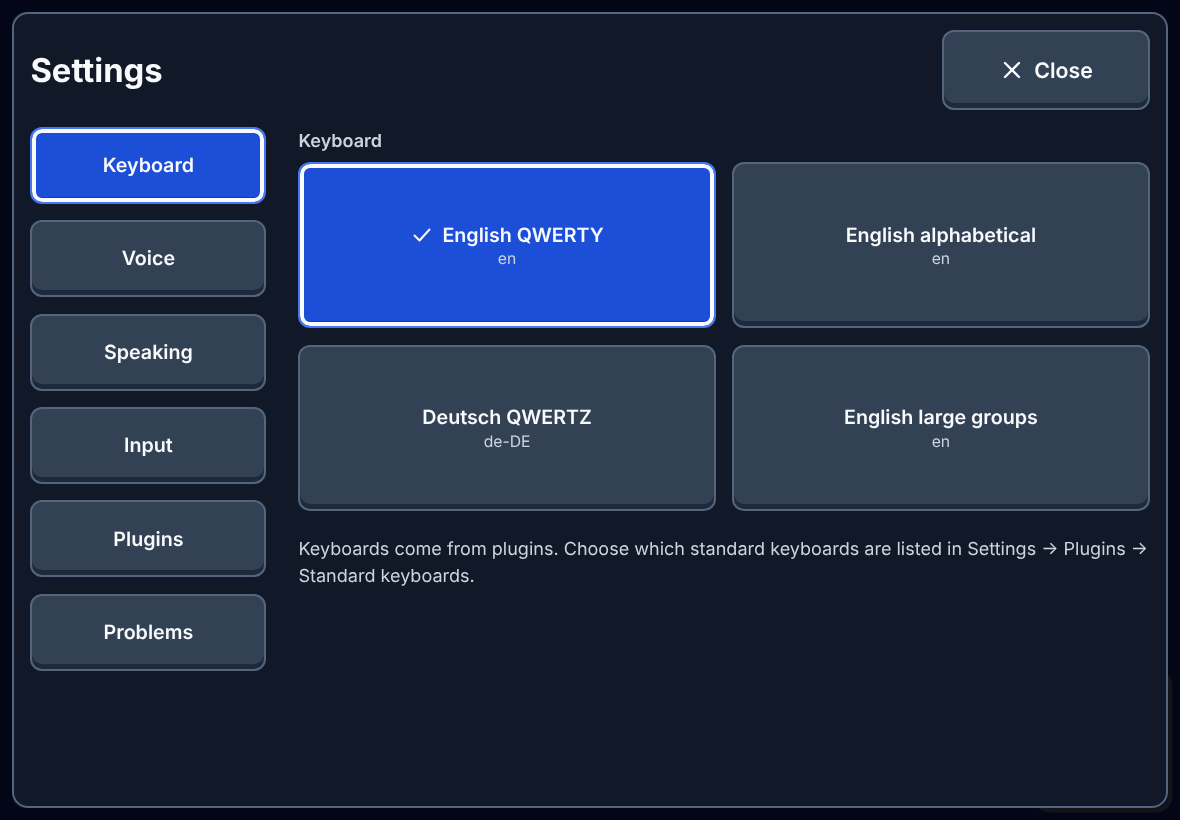 Settings
Close
Keyboard
Voice
Speaking
Input
Plugins
Problems
Keyboard
English QWERTY
en
English alphabetical
en
Deutsch QWERTZ
de-DE
English large groups
en
Keyboards come from plugins. Choose which standard keyboards are listed in Settings → Plugins →
Standard keyboards.